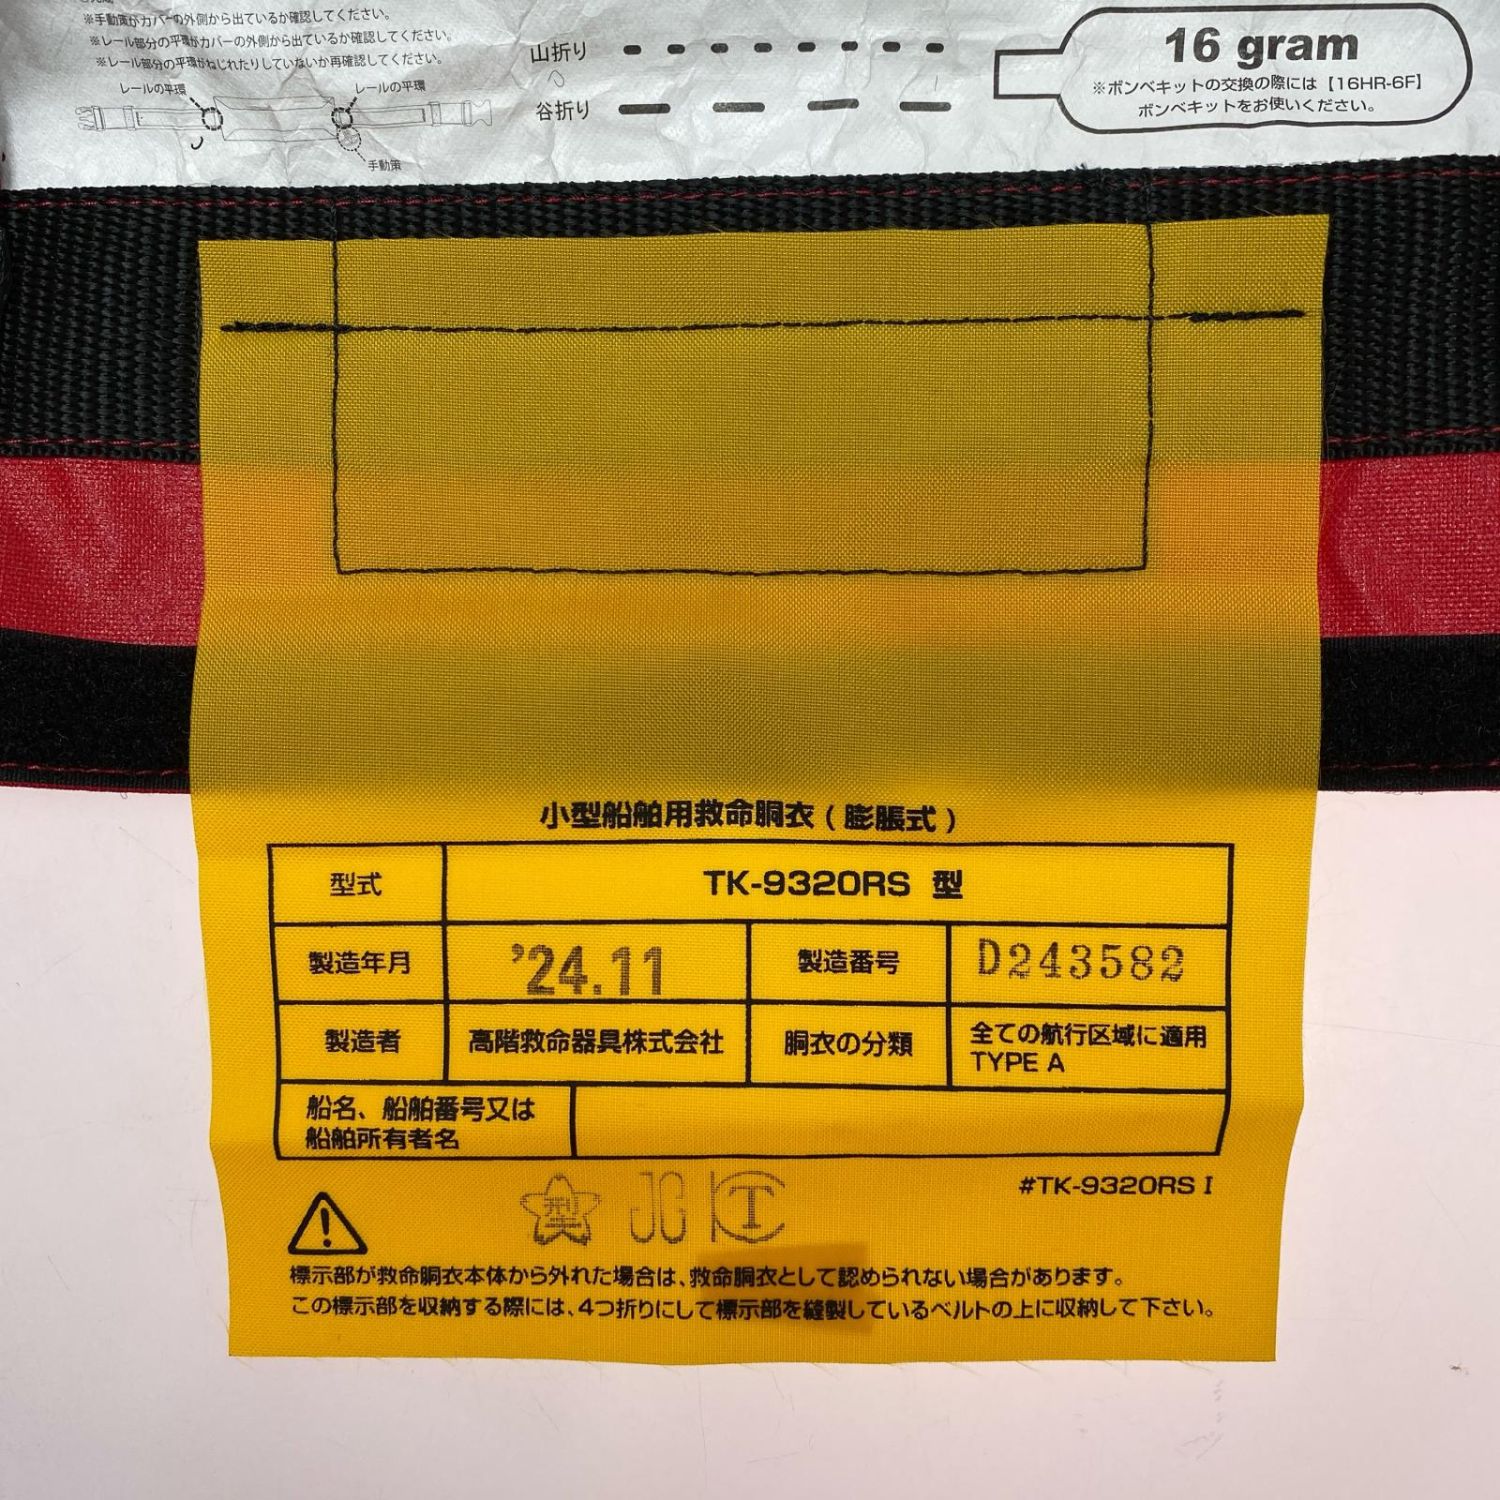 ※手動策がカバーの外側から出ているか確認してください。
※レール部分の平環がカバーの外側から出ているか確認してください。
※レール部分の平環がねじれたりしていないか再確認してください。
レールの平環
レールの平環
手動策
山折り
谷折り
16 gram
※ボンベキットの交換の際には【16HR-6F】
ボンベキットをお使いください。
小型船舶用救命胴衣(膨脹式)
型式
TK-9320RS 型
製造年月
'24.11
製造番号
D243582
製造者
高階救命器具株式会社
胴衣の分類
全ての航行区域に適用
TYPE A
船名、船舶番号又は
船舶所有者名
#TK-9320RS I
型 JG T
標示部が救命胴衣本体から外れた場合は、救命胴衣として認められない場合があります。
この標示部を収納する際には、4つ折りにして標示部を縫製しているベルトの上に収納して下さい。